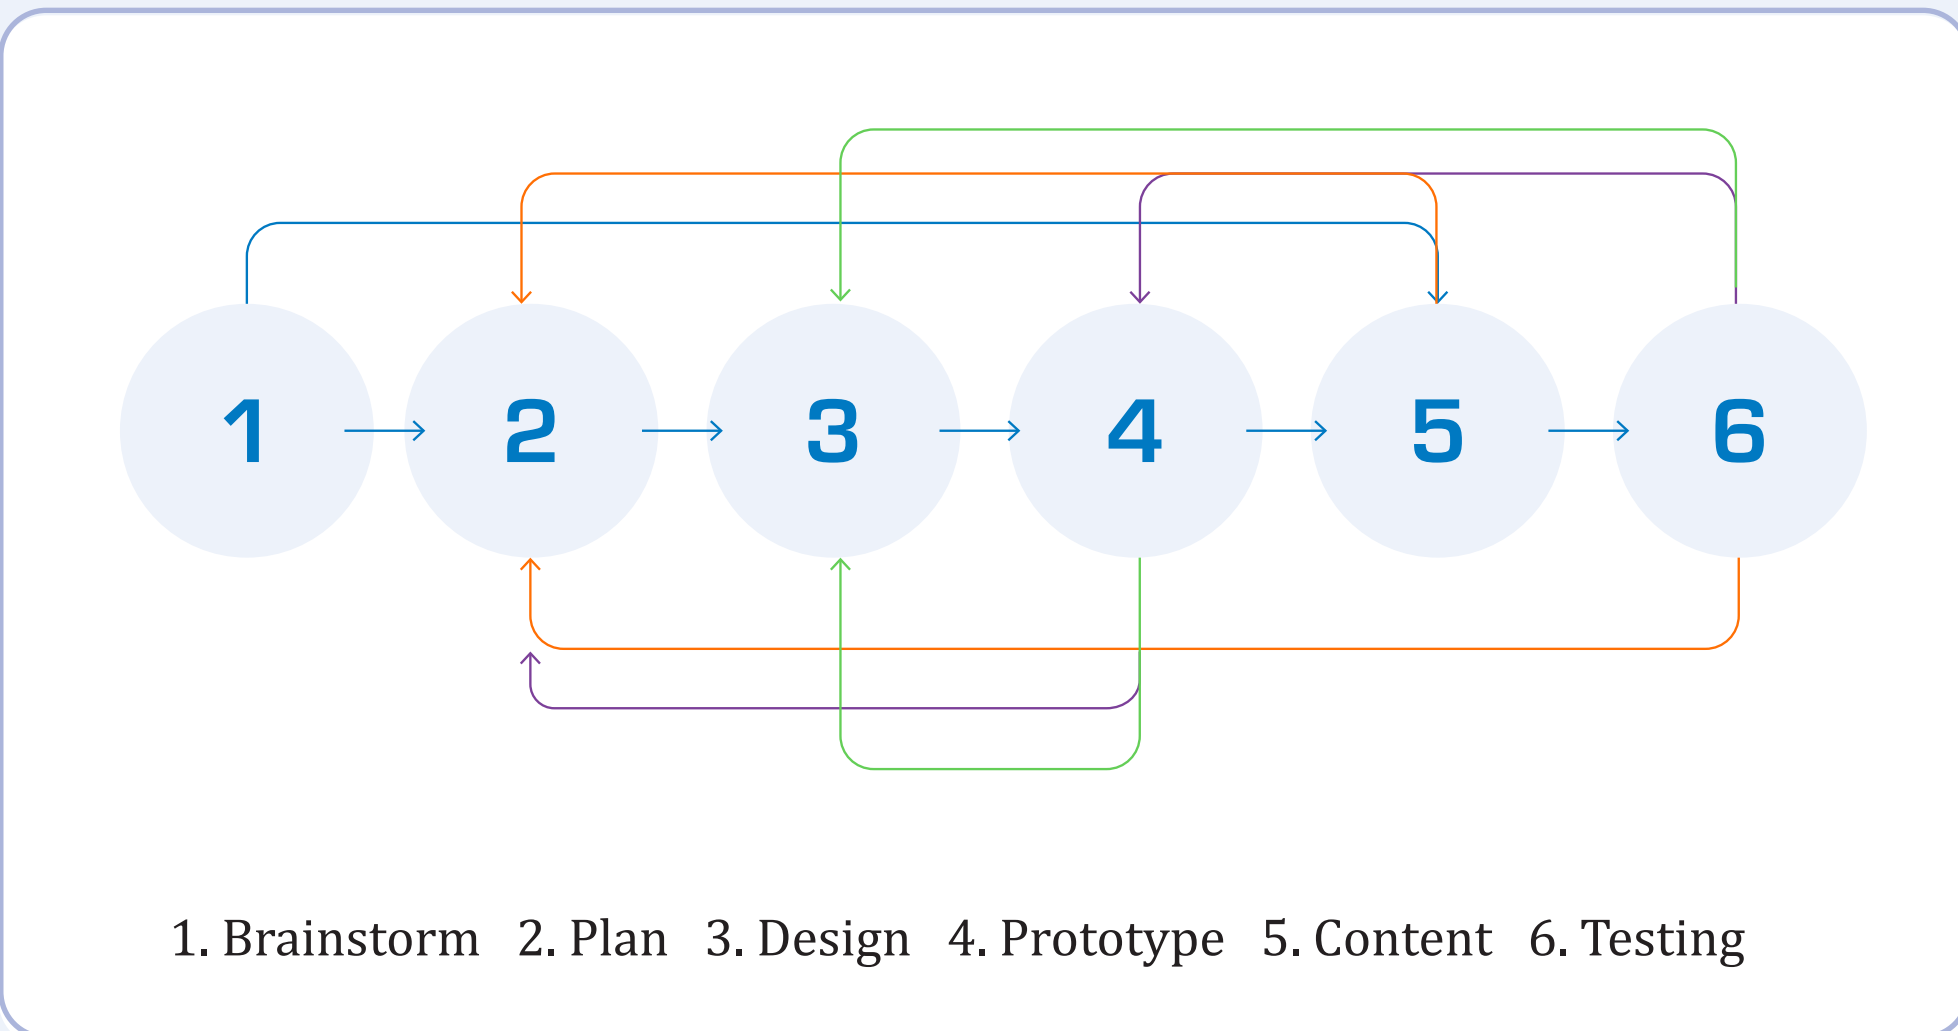 1 2 3 4 5 6
1. Brainstorm 2. Plan 3. Design 4. Prototype 5. Content 6. Testing